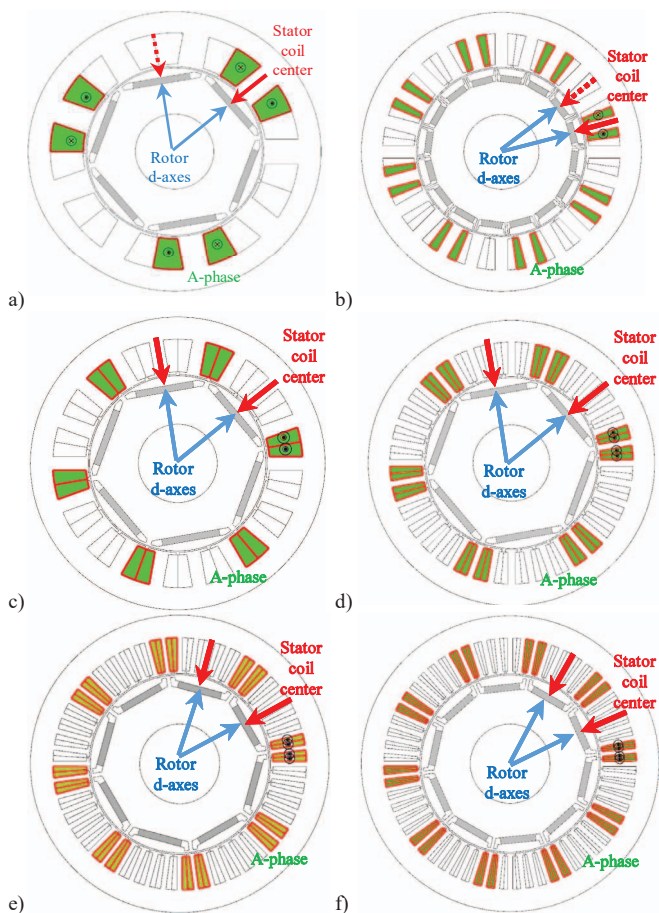 Stator
coil
center
Rotor
d-axes
A-phase
a)
Stator
coil
center
Rotor
d-axes
A-phase
b)
Stator
coil
center
Rotor
d-axes
A-phase
c)
Stator
coil
center
Rotor
d-axes
A-phase
d)
Stator
coil
center
Rotor
d-axes
A-phase
e)
Stator
coil
center
Rotor
d-axes
A-phase
f)